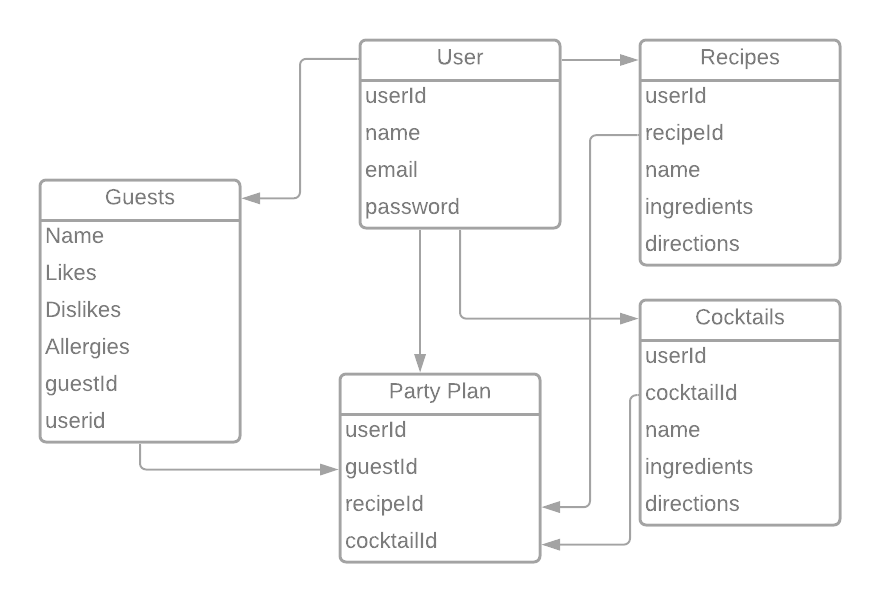 User
userId
name
email
password
Recipes
userId
recipeId
name
ingredients
directions
Guests
Name
Likes
Dislikes
Allergies
guestId
userid
Cocktails
userId
cocktailId
name
ingredients
directions
Party Plan
userId
guestId
recipeId
cocktailId